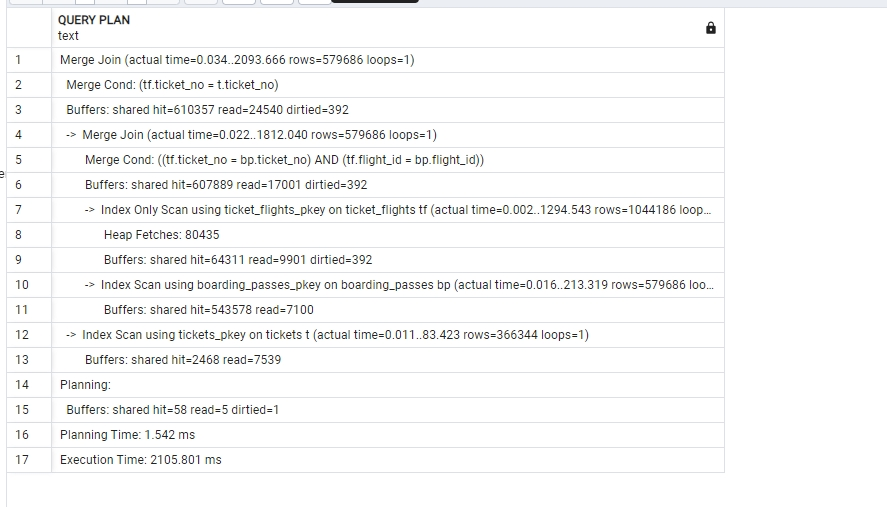 QUERY PLAN
text
1 Merge Join (actual time=0.034..2093.666 rows=579686 loops=1)
2 Merge Cond: (tf.ticket_no = t.ticket_no)
3 Buffers: shared hit=610357 read=24540 dirtied=392
4 -> Merge Join (actual time=0.022..1812.040 rows=579686 loops=1)
5 Merge Cond: ((tf.ticket_no = bp.ticket_no) AND (tf.flight_id = bp.flight_id))
6 Buffers: shared hit=607889 read=17001 dirtied=392
7 -> Index Only Scan using ticket_flights_pkey on ticket_flights tf (actual time=0.002..1294.543 rows=1044186 loop...
8 Heap Fetches: 80435
9 Buffers: shared hit=64311 read=9901 dirtied=392
10 -> Index Scan using boarding_passes_pkey on boarding_passes bp (actual time=0.016..213.319 rows=579686 loo...
11 Buffers: shared hit=543578 read=7100
12 -> Index Scan using tickets_pkey on tickets t (actual time=0.011..83.423 rows=366344 loops=1)
13 Buffers: shared hit=2468 read=7539
14 Planning:
15 Buffers: shared hit=58 read=5 dirtied=1
16 Planning Time: 1.542 ms
17 Execution Time: 2105.801 ms